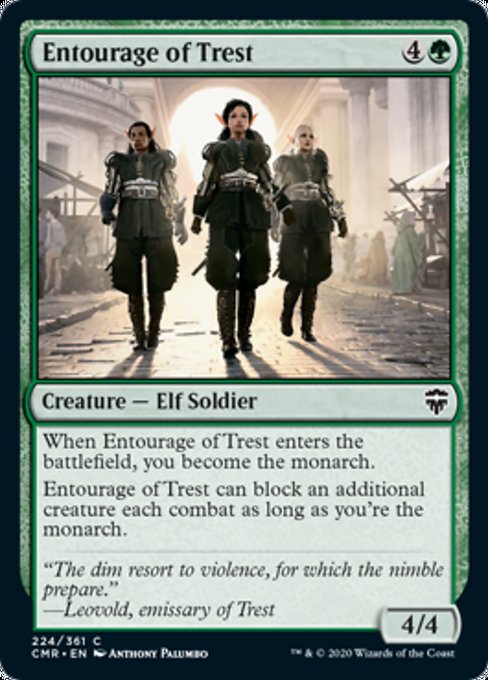 Entourage of Trest 4
Creature — Elf Soldier
When Entourage of Trest enters the
battlefield, you become the monarch.
Entourage of Trest can block an additional
creature each combat as long as you're the
monarch.
"The dim resort to violence, for which the nimble
prepare."
—Leovold, emissary of Trest
4/4
224/361 C
CMR • EN Anthony Palumbo
™ & © 2020 Wizards of the Coast